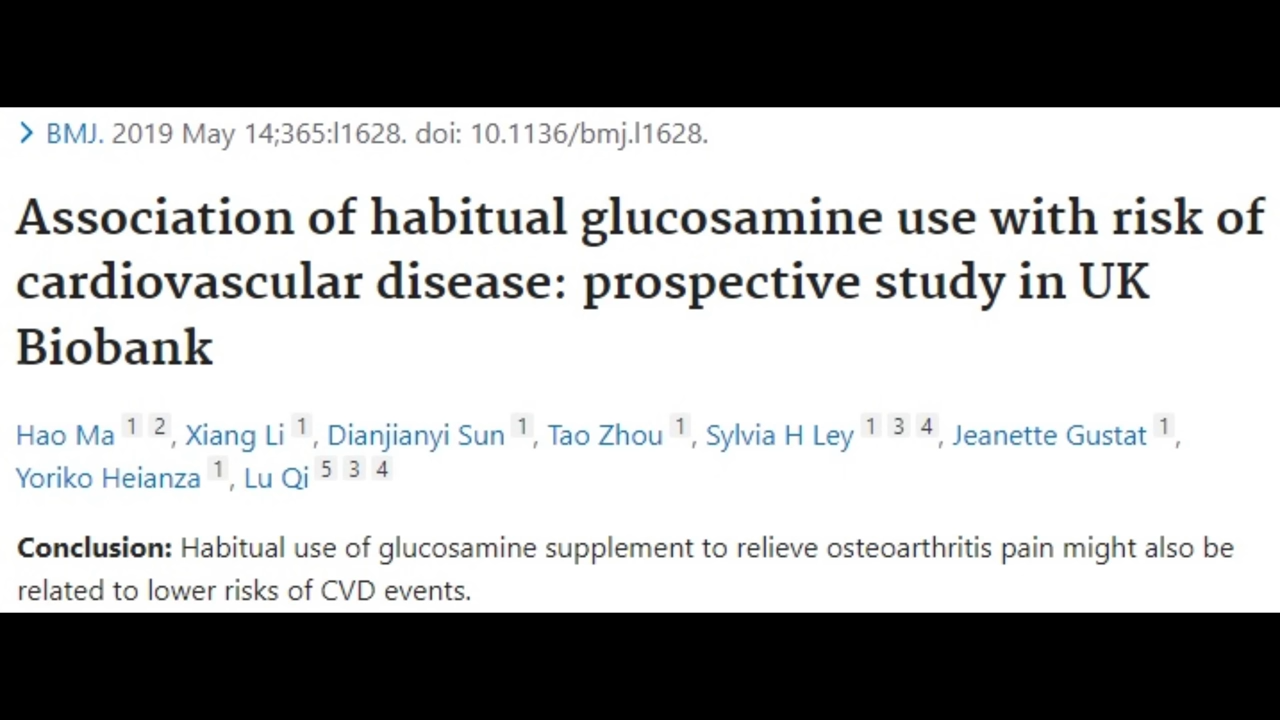 > BMJ. 2019 May 14;365:l1628. doi: 10.1136/bmj.l1628.
Association of habitual glucosamine use with risk of
cardiovascular disease: prospective study in UK
Biobank
Hao Ma 1 2, Xiang Li 1, Dianjianyi Sun 1, Tao Zhou 1, Sylvia H Ley 1 3 4, Jeanette Gustat 1,
Yoriko Heianza 1, Lu Qi 5 3 4
Conclusion: Habitual use of glucosamine supplement to relieve osteoarthritis pain might also be
related to lower risks of CVD events.